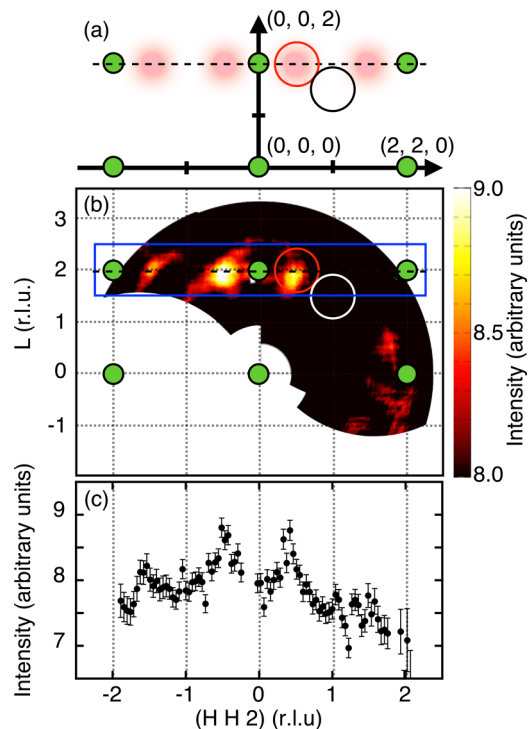 (a)
(0, 0, 2)
(0, 0, 0)
(2, 2, 0)
(b)
3
2
1
0
-1
L (r.l.u.)
9.0
8.5
8.0
Intensity (arbitrary units)
(c)
9
8
7
Intensity (arbitrary units)
-2
-1
0
1
2
(H H 2) (r.l.u)